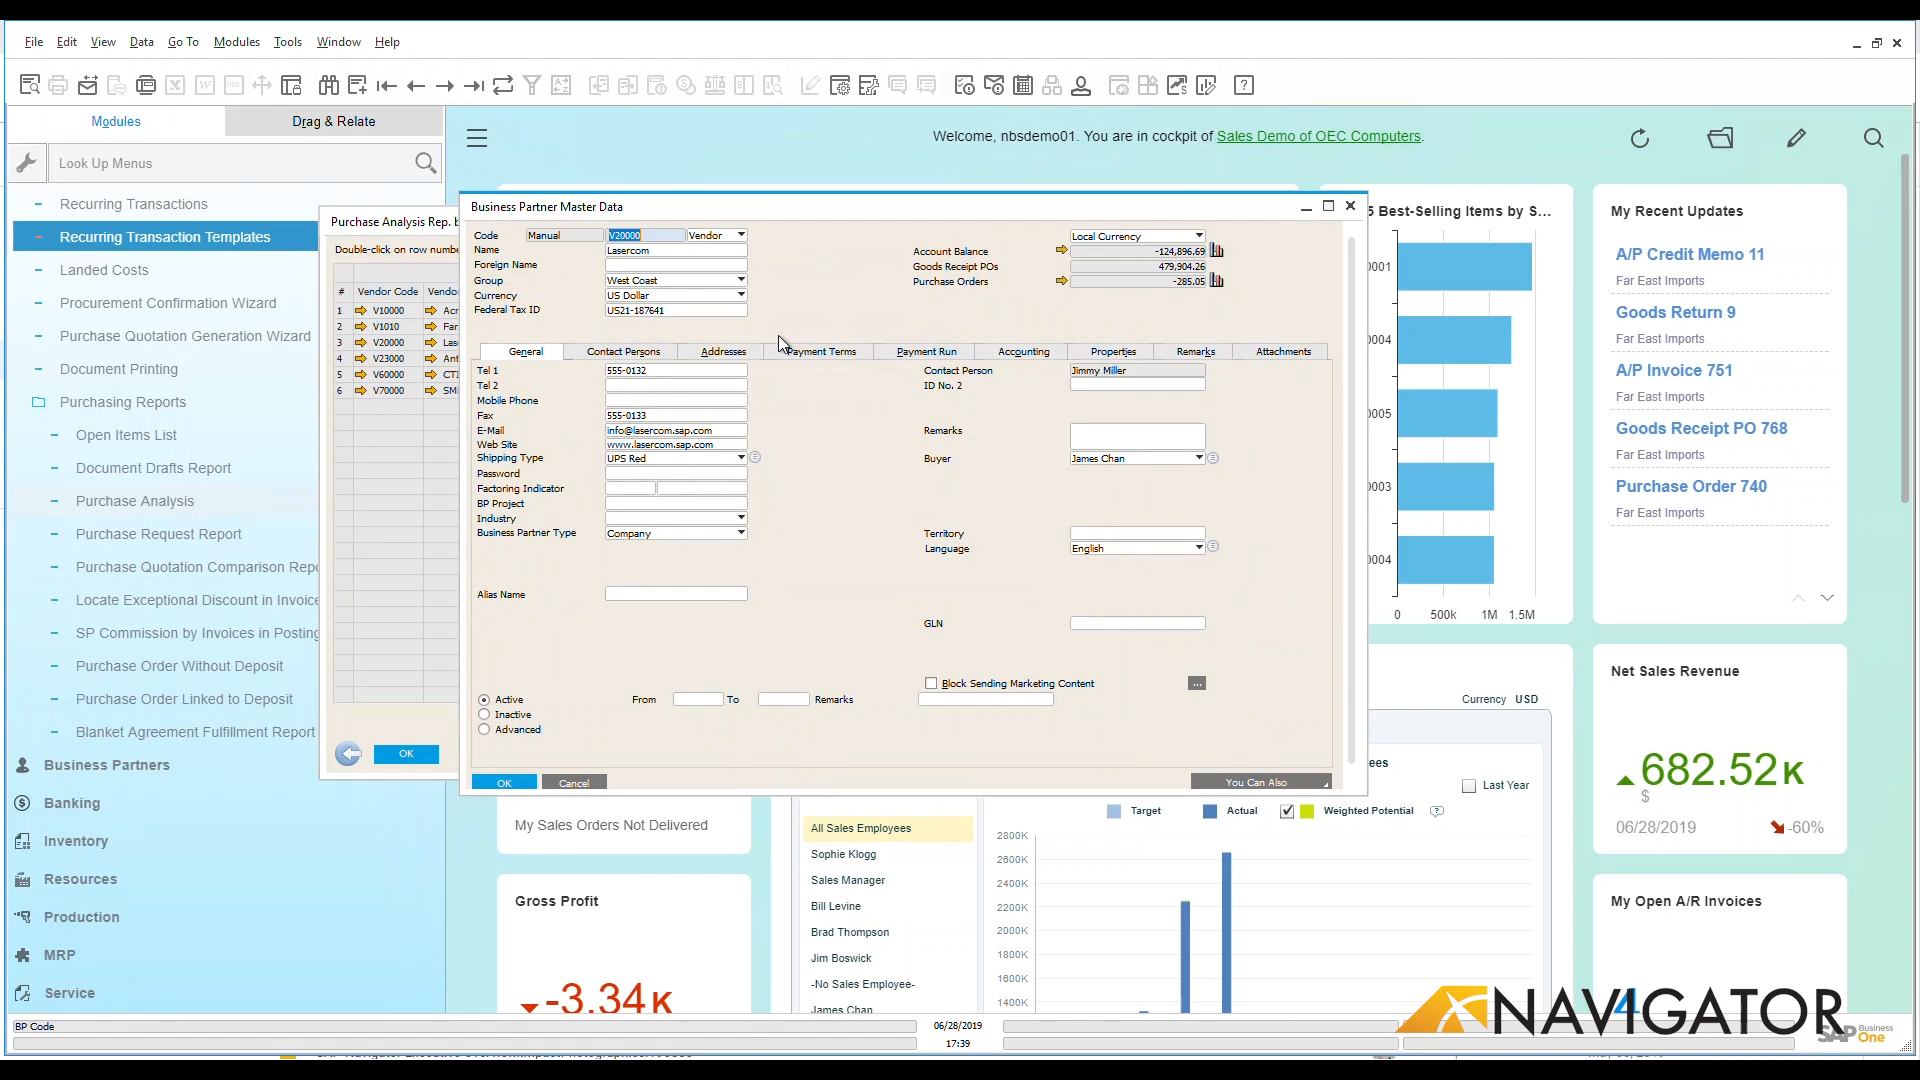 File Edit View Data Go To Modules Tools Window Help
Modules Drag & Relate
Look Up Menus
Welcome, nbsdemo01. You are in cockpit of Sales Demo of OEC Computers.
Recurring Transactions
Recurring Transaction Templates
Landed Costs
Procurement Confirmation Wizard
Purchase Quotation Generation Wizard
Document Printing
Purchasing Reports
Open Items List
Document Drafts Report
Purchase Analysis
Purchase Request Report
Purchase Quotation Comparison Repo
Locate Exceptional Discount in Invoice
SP Commission by Invoices in Posting
Purchase Order Without Deposit
Purchase Order Linked to Deposit
Blanket Agreement Fulfillment Report
Business Partners
Banking
Inventory
Resources
Production
MRP
Service
Purchase Analysis Rep. b
Double-click on row numbe
# Vendor Code Vendo
1 V10000 Acr
2 V1010 Far
3 V20000 Las
4 V23000 Ant
5 V60000 CTI
6 V70000 SM
OK
Business Partner Master Data
Code Manual V20000 Vendor
Name Lasercom
Foreign Name
Group West Coast
Currency US Dollar
Federal Tax ID US21-187641
Local Currency
Account Balance -124,896.69
Goods Receipt POs 479,904.26
Purchase Orders -285.05
General Contact Persons Addresses Payment Terms Payment Run Accounting Properties Remarks Attachments
Tel 1 555-0132
Tel 2
Mobile Phone
Fax 555-0133
E-Mail info@lasercom.sap.com
Web Site www.lasercom.sap.com
Shipping Type UPS Red
Password
Factoring Indicator
BP Project
Industry
Business Partner Type Company
Alias Name
Contact Person Jimmy Miller
ID No. 2
Remarks
Buyer James Chan
Territory
Language English
GLN
Block Sending Marketing Content
...
Active From To Remarks
Inactive
Advanced
OK Cancel You Can Also
5 Best-Selling Items by S...
0001
0004
0005
0003
0004
0 500k 1M 1.5M
My Recent Updates
A/P Credit Memo 11
Far East Imports
Goods Return 9
Far East Imports
A/P Invoice 751
Far East Imports
Goods Receipt PO 768
Far East Imports
Purchase Order 740
Far East Imports
Net Sales Revenue
682.52K
$
06/28/2019 -60%
My Open A/R Invoices
Currency USD
ees
Last Year
Target Actual Weighted Potential
2800K
2600K
2400K
2200K
2000K
1800K
1600K
1400K
All Sales Employees
Sophie Klogg
Sales Manager
Bill Levine
Brad Thompson
Jim Boswick
-No Sales Employee-
James Chan
My Sales Orders Not Delivered
Gross Profit
-3.34K
BP Code
06/28/2019
17:39
NAVIGATOR
SAP Business One